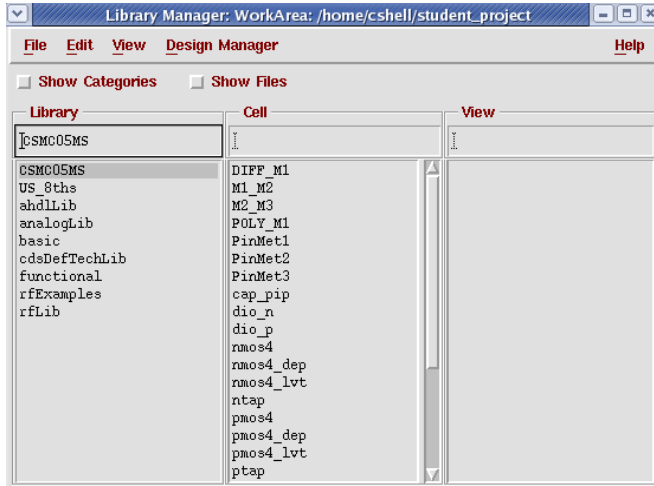 Library Manager: WorkArea: /home/cshell/student_project
File Edit View Design Manager Help
Show Categories Show Files
Library
CSMC05MS
CSMC05MS
US_8ths
ahdlLib
analogLib
basic
cdsDefTechLib
functional
rfExamples
rfLib
Cell
DIFF_M1
M1_M2
M2_M3
POLY_M1
PinMet1
PinMet2
PinMet3
cap_pip
dio_n
dio_p
nmos4
nmos4_dep
nmos4_lvt
ntap
pmos4
pmos4_dep
pmos4_lvt
ptap
View